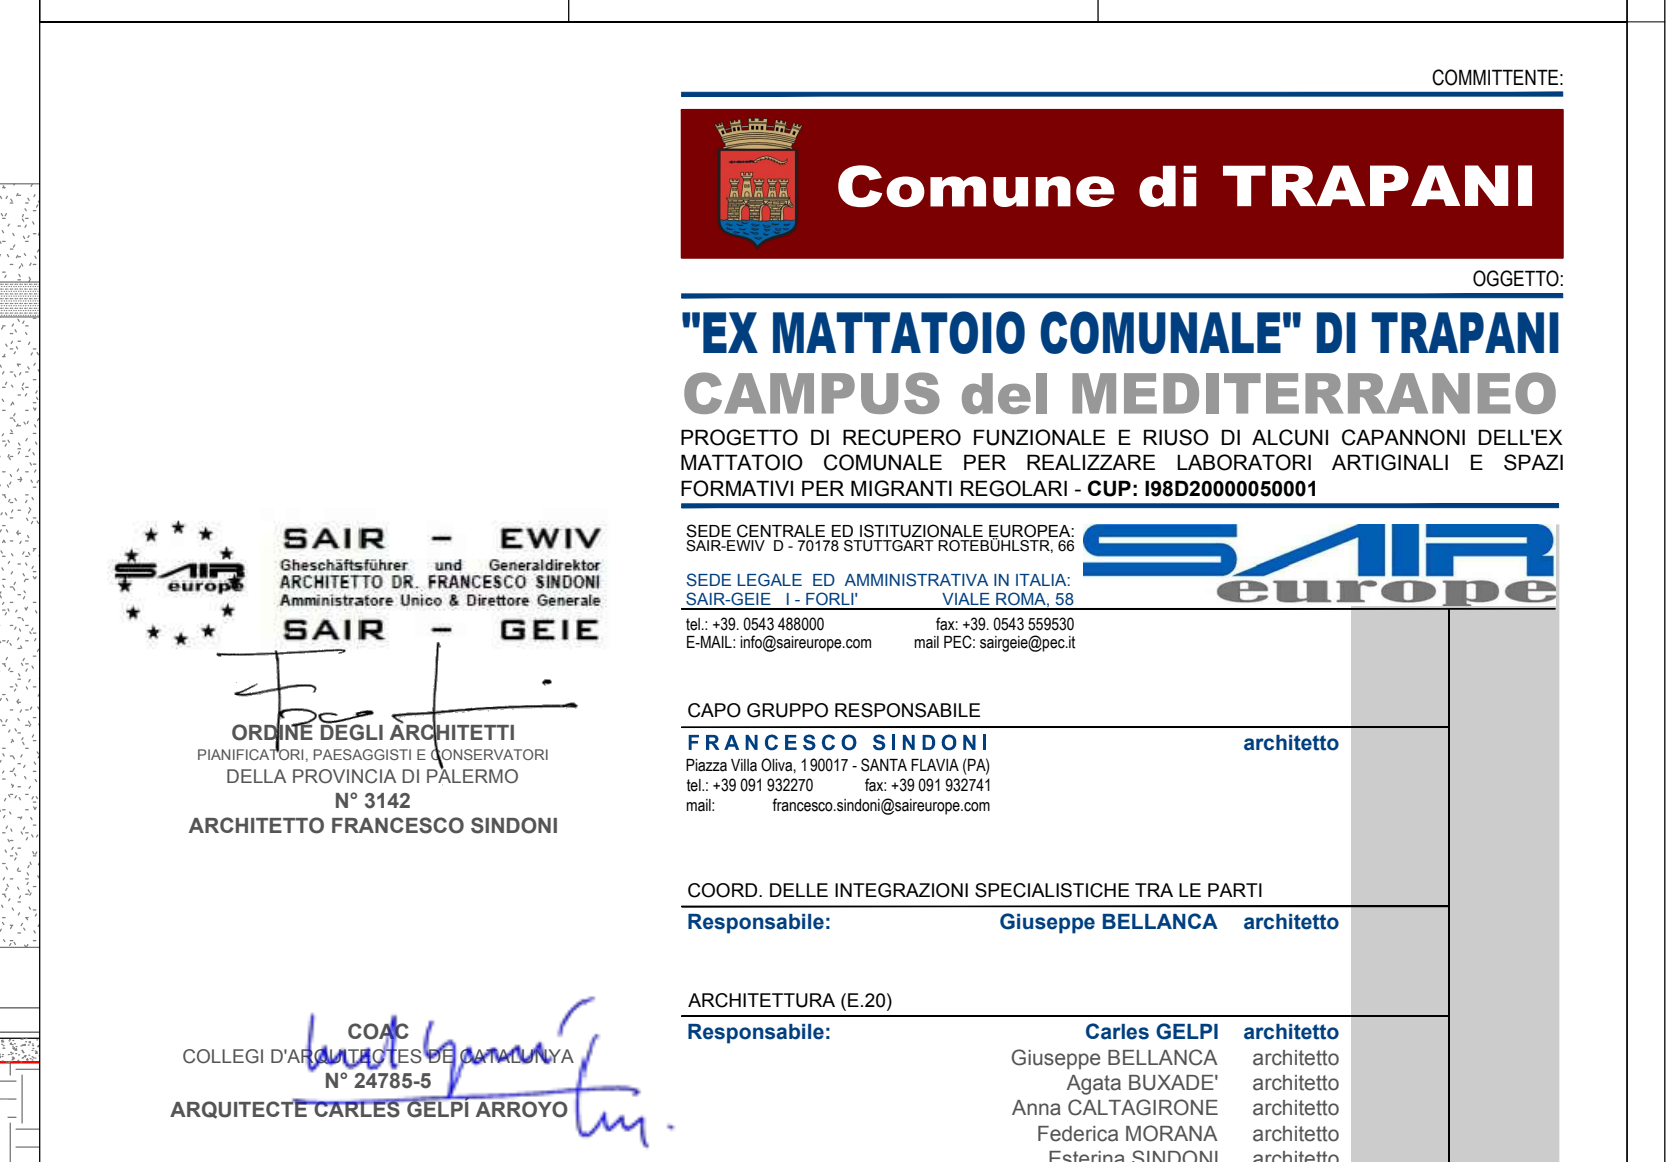 COMMITTENTE:
Comune di TRAPANI
OGGETTO:
"EX MATTATOIO COMUNALE" DI TRAPANI
CAMPUS del MEDITERRANEO
PROGETTO DI RECUPERO FUNZIONALE E RIUSO DI ALCUNI CAPANNONI DELL'EX
MATTATOIO COMUNALE PER REALIZZARE LABORATORI ARTIGINALI E SPAZI
FORMATIVI PER MIGRANTI REGOLARI - CUP: I98D20000050001
SEDE CENTRALE ED ISTITUZIONALE EUROPEA:
SAIR-EWIV D - 70178 STUTTGART ROTEBÜHLSTR, 66
SEDE LEGALE ED AMMINISTRATIVA IN ITALIA:
SAIR-GEIE I - FORLI' VIALE ROMA, 58
tel.: +39. 0543 488000 fax: +39. 0543 559530
E-MAIL: info@saireurope.com mail PEC: sairgeie@pec.it
SAIR
europe
CAPO GRUPPO RESPONSABILE
FRANCESCO SINDONI architetto
Piazza Villa Oliva, 1 90017 - SANTA FLAVIA (PA)
tel.: +39 091 932270 fax: +39 091 932741
mail: francesco.sindoni@saireurope.com
COORD. DELLE INTEGRAZIONI SPECIALISTICHE TRA LE PARTI
Responsabile: Giuseppe BELLANCA architetto
ARCHITETTURA (E.20)
Responsabile: Carles GELPI architetto
Giuseppe BELLANCA architetto
Agata BUXADE' architetto
Anna CALTAGIRONE architetto
Federica MORANA architetto
Esterina SINDONI architetto
SAIR
europe
SAIR - EWIV
Gheschäftsführer und Generaldirektor
ARCHITETTO DR. FRANCESCO SINDONI
Amministratore Unico & Direttore Generale
SAIR - GEIE
ORDINE DEGLI ARCHITETTI
PIANIFICATORI, PAESAGGISTI E CONSERVATORI
DELLA PROVINCIA DI PALERMO
N° 3142
ARCHITETTO FRANCESCO SINDONI
COAC
COLLEGI D'ARQUITECTES DE CATALUNYA
N° 24785-5
ARQUITECTE CARLES GELPÍ ARROYO